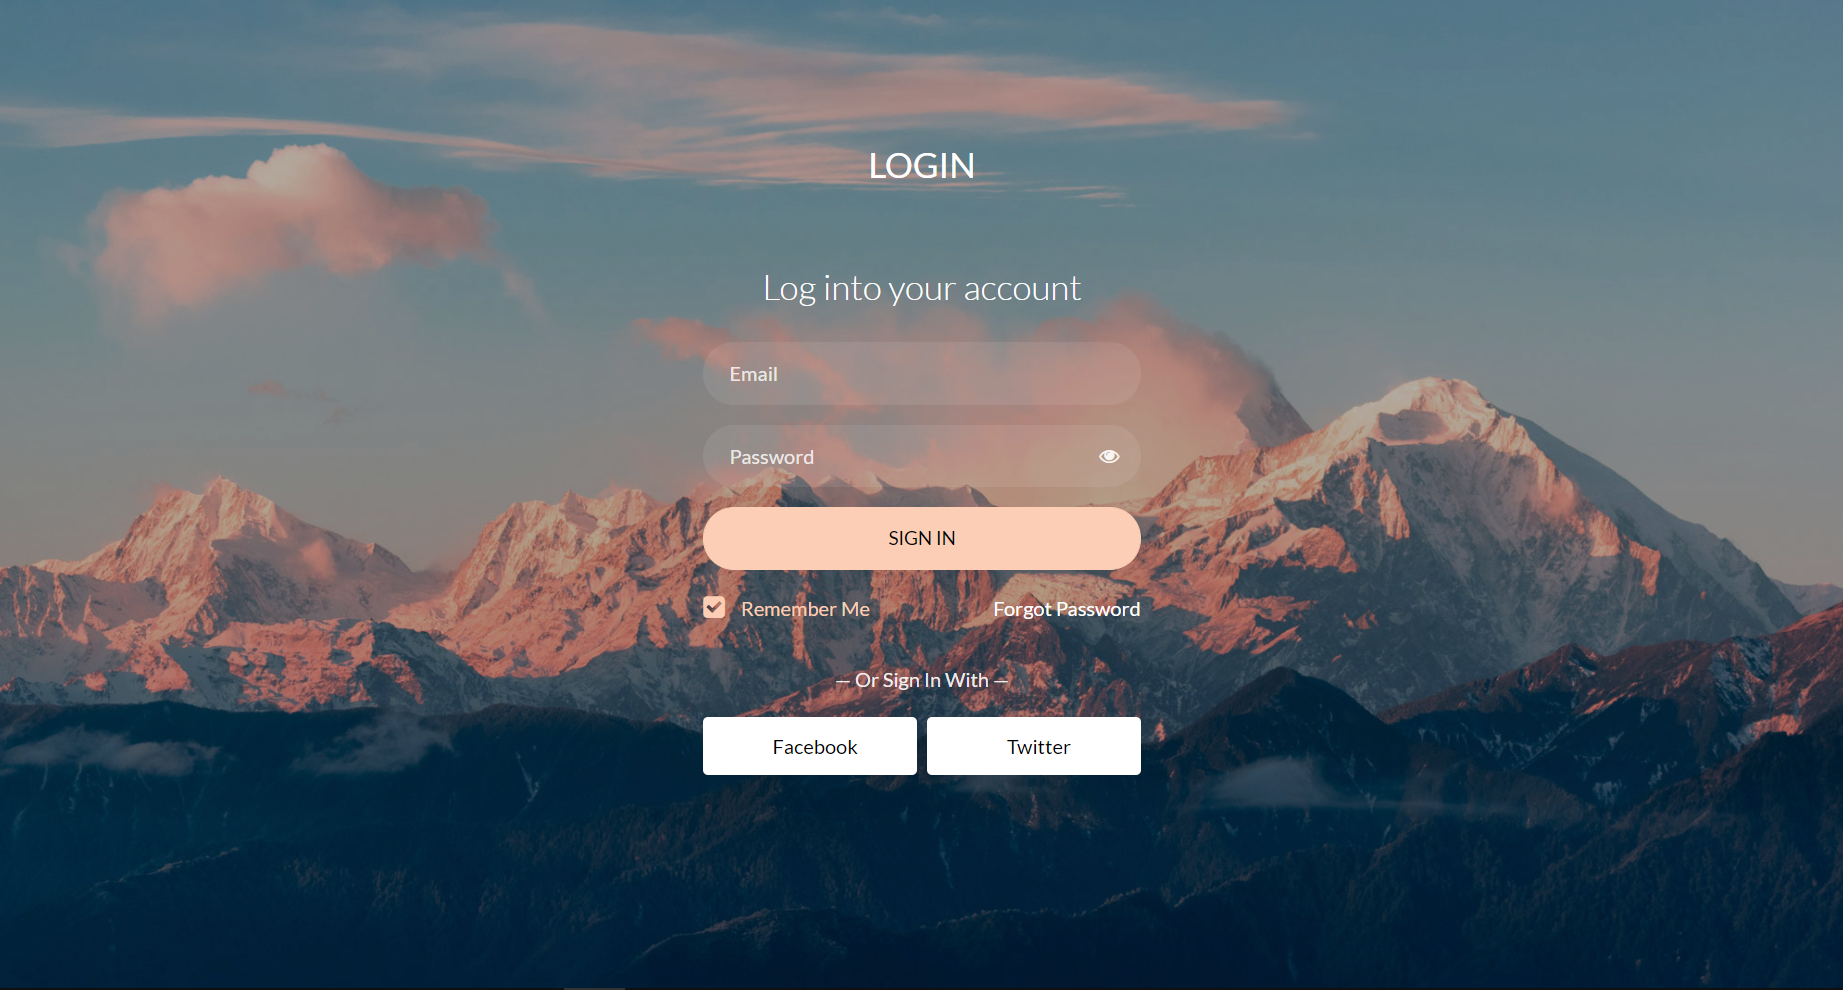 LOGIN
Log into your account
Email
Password
SIGN IN
Remember Me
Forgot Password
— Or Sign In With —
Facebook
Twitter